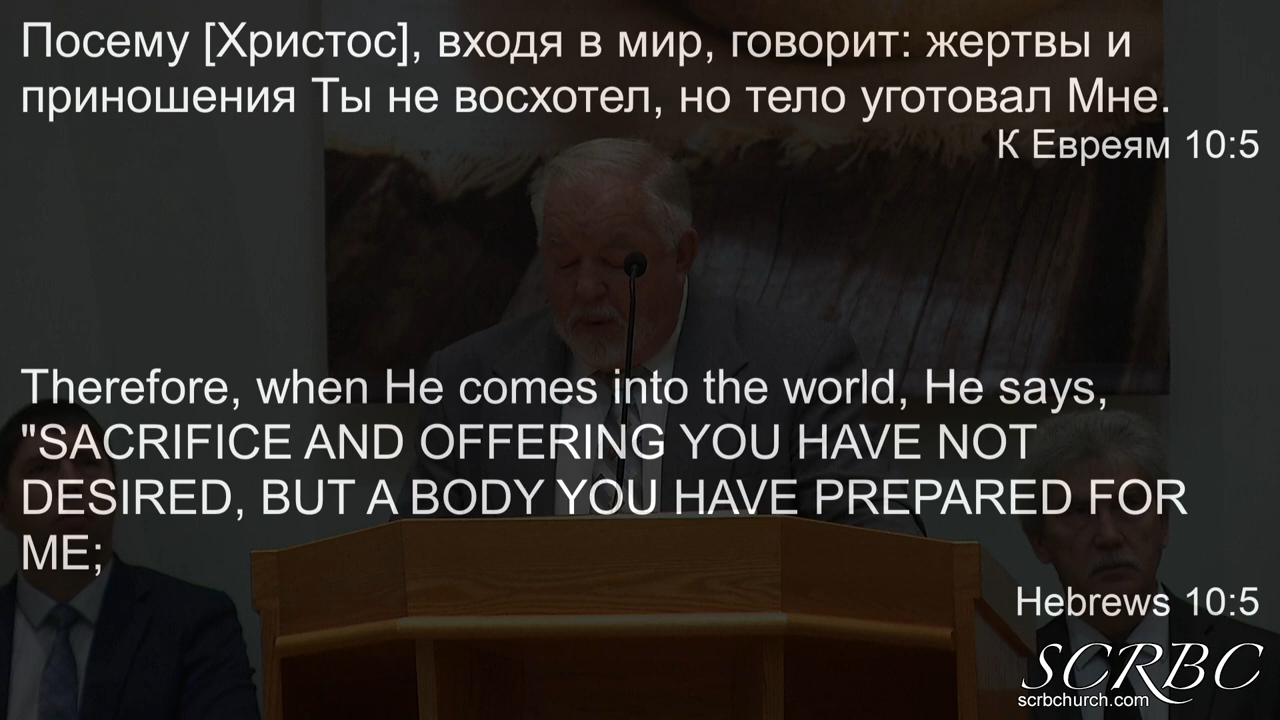 Посему [Христос], входя в мир, говорит: жертвы и
приношения Ты не восхотел, но тело уготовал Мне.
К Евреям 10:5
Therefore, when He comes into the world, He says,
"SACRIFICE AND OFFERING YOU HAVE NOT
DESIRED, BUT A BODY YOU HAVE PREPARED FOR
ME;
Hebrews 10:5
SCRBC
scrbchurch.com